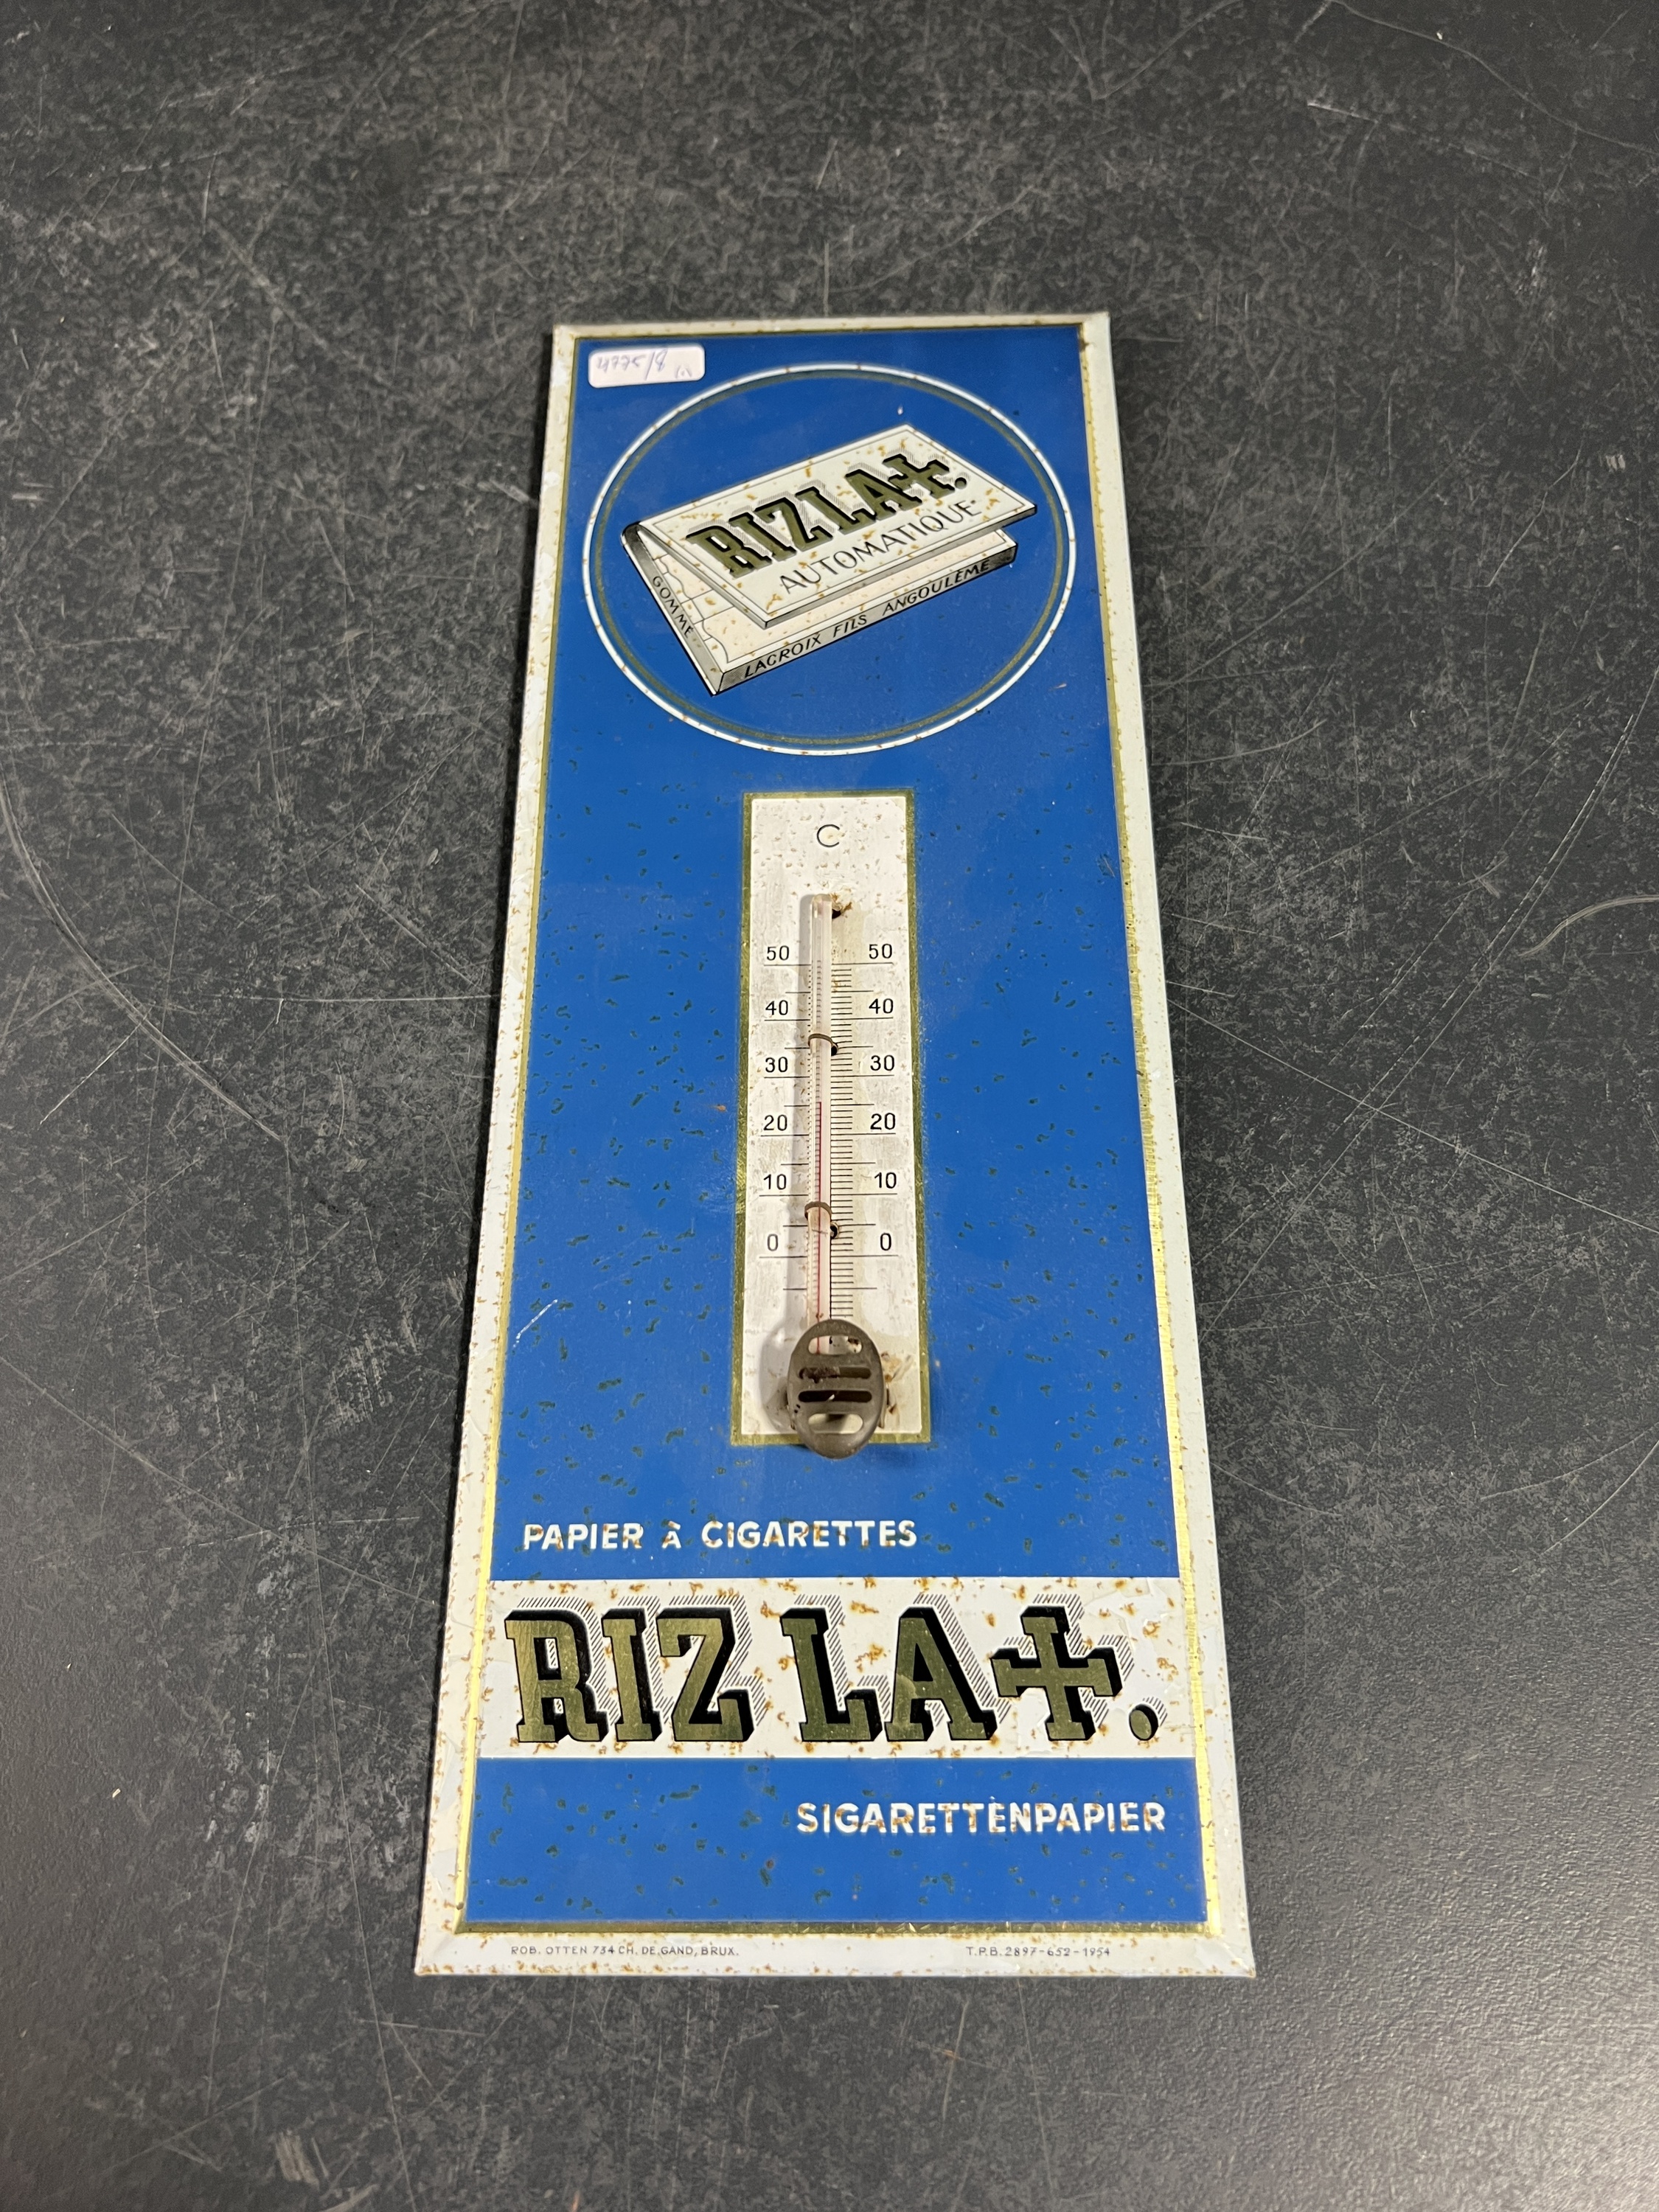 4775/8
RIZ LA+.
AUTOMATIQUE
GOMMÉ
LACROIX FILS ANGOULÊME
C
50 50
40 40
30 30
20 20
10 10
0 0
PAPIER À CIGARETTES
RIZ LA+.
SIGARETTENPAPIER
ROB. OTTEN 734 CH. DE GAND, BRUX. T.P.B. 2897-652-1954